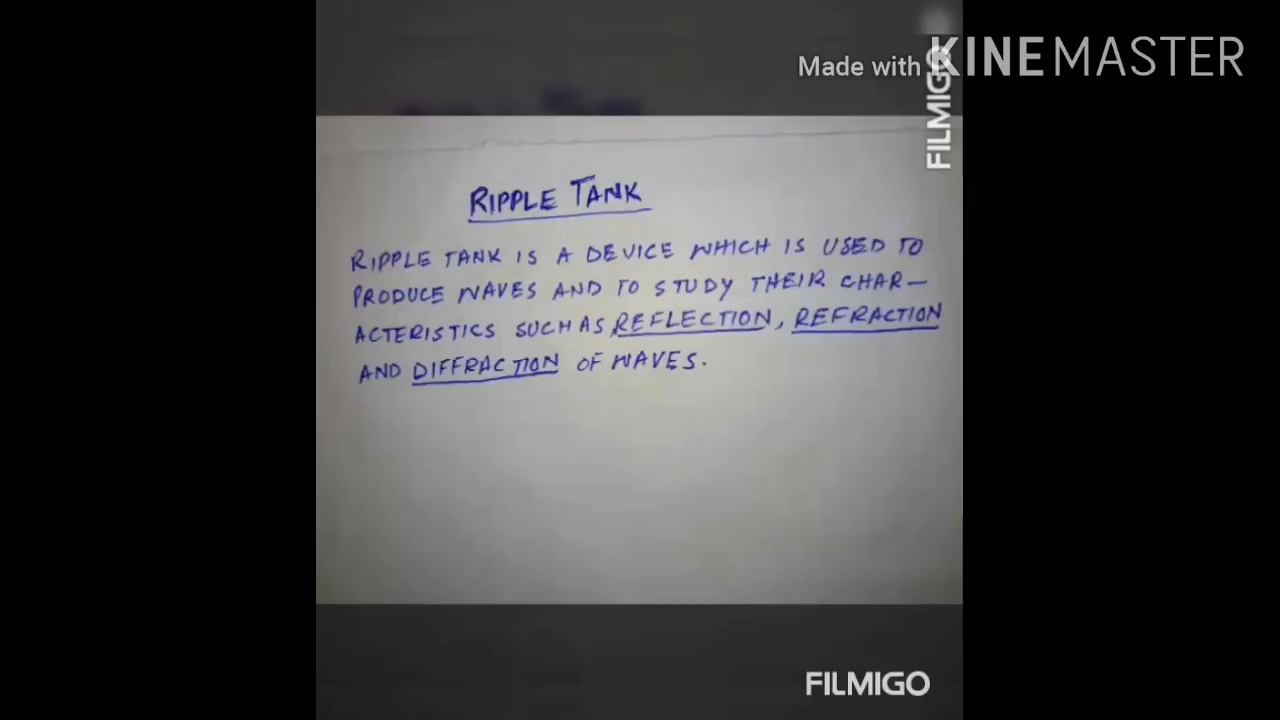 Made with KINEMASTER
FILMIGO
RIPPLE TANK
RIPPLE TANK IS A DEVICE WHICH IS USED TO
PRODUCE WAVES AND TO STUDY THEIR CHAR-
ACTERISTICS SUCH AS REFLECTION, REFRACTION
AND DIFFRACTION OF WAVES.
FILMIGO